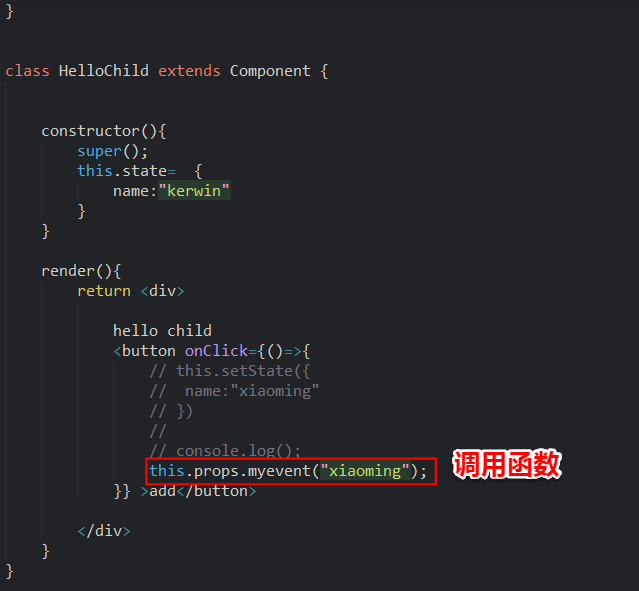 }
class HelloChild extends Component {
constructor(){
super();
this.state=  {
name:"kerwin"
}
}
render(){
return <div>
hello child
<button onClick={()=>{
// this.setState({
//  name:"xiaoming"
// })
//
// console.log();
this.props.myevent("xiaoming"); 调用函数
}} >add</button>
</div>
}
}